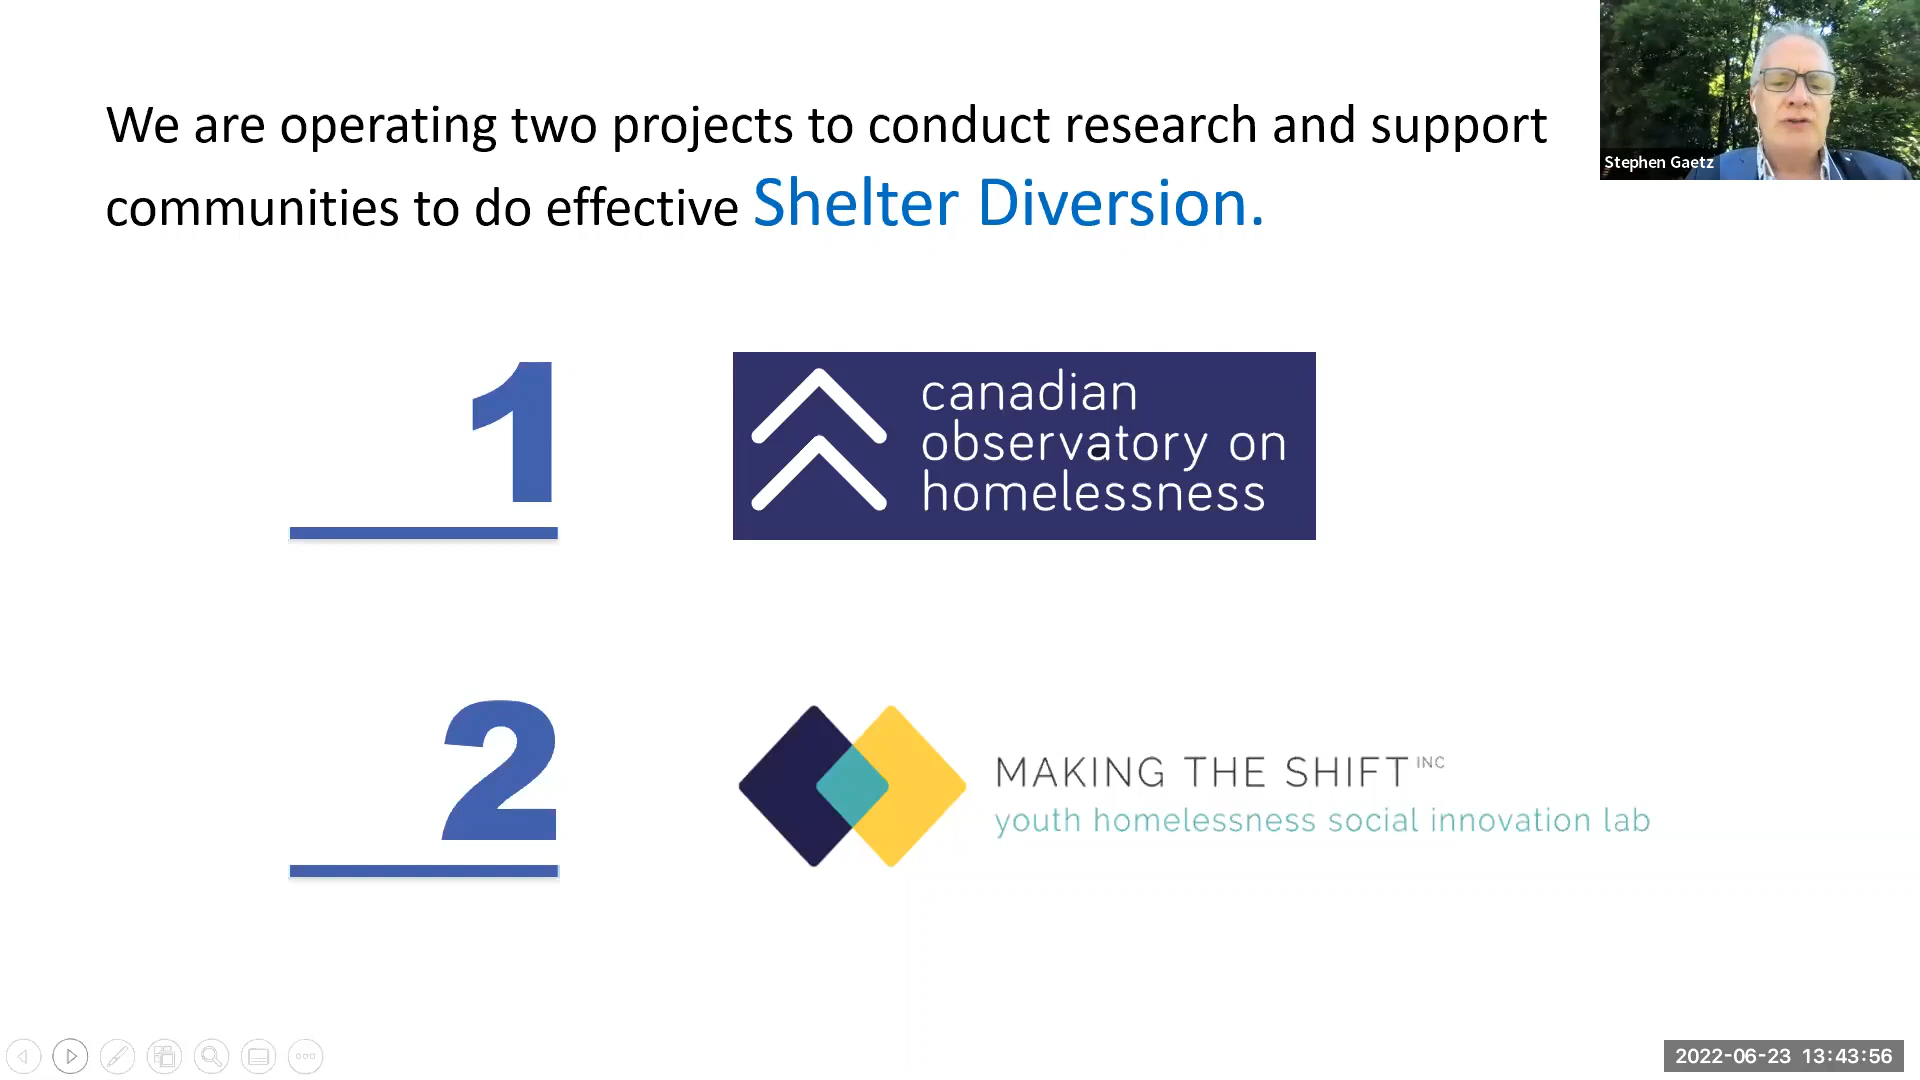 We are operating two projects to conduct research and support
communities to do effective Shelter Diversion.
Stephen Gaetz
1
canadian
observatory on
homelessness
2
MAKING THE SHIFT INC
youth homelessness social innovation lab
2022-06-23 13:43:56